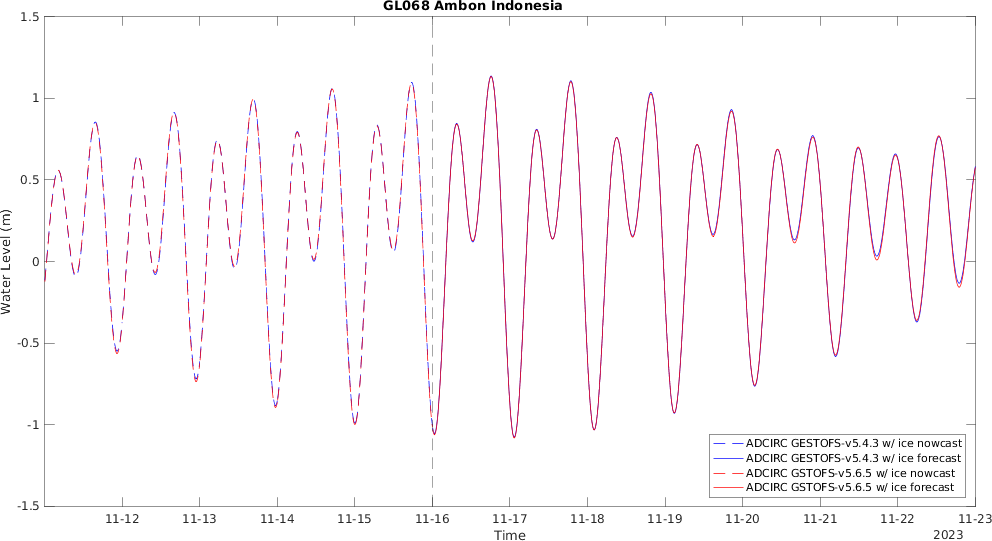 GL068 Ambon Indonesia
1.5
1
0.5
0
-0.5
-1
-1.5
Water Level (m)
ADCIRC GESTOFS-v5.4.3 w/ ice nowcast
ADCIRC GESTOFS-v5.4.3 w/ ice forecast
ADCIRC GSTOFS-v5.6.5 w/ ice nowcast
ADCIRC GSTOFS-v5.6.5 w/ ice forecast
11-12 11-13 11-14 11-15 11-16 11-17 11-18 11-19 11-20 11-21 11-22 11-23
Time
2023